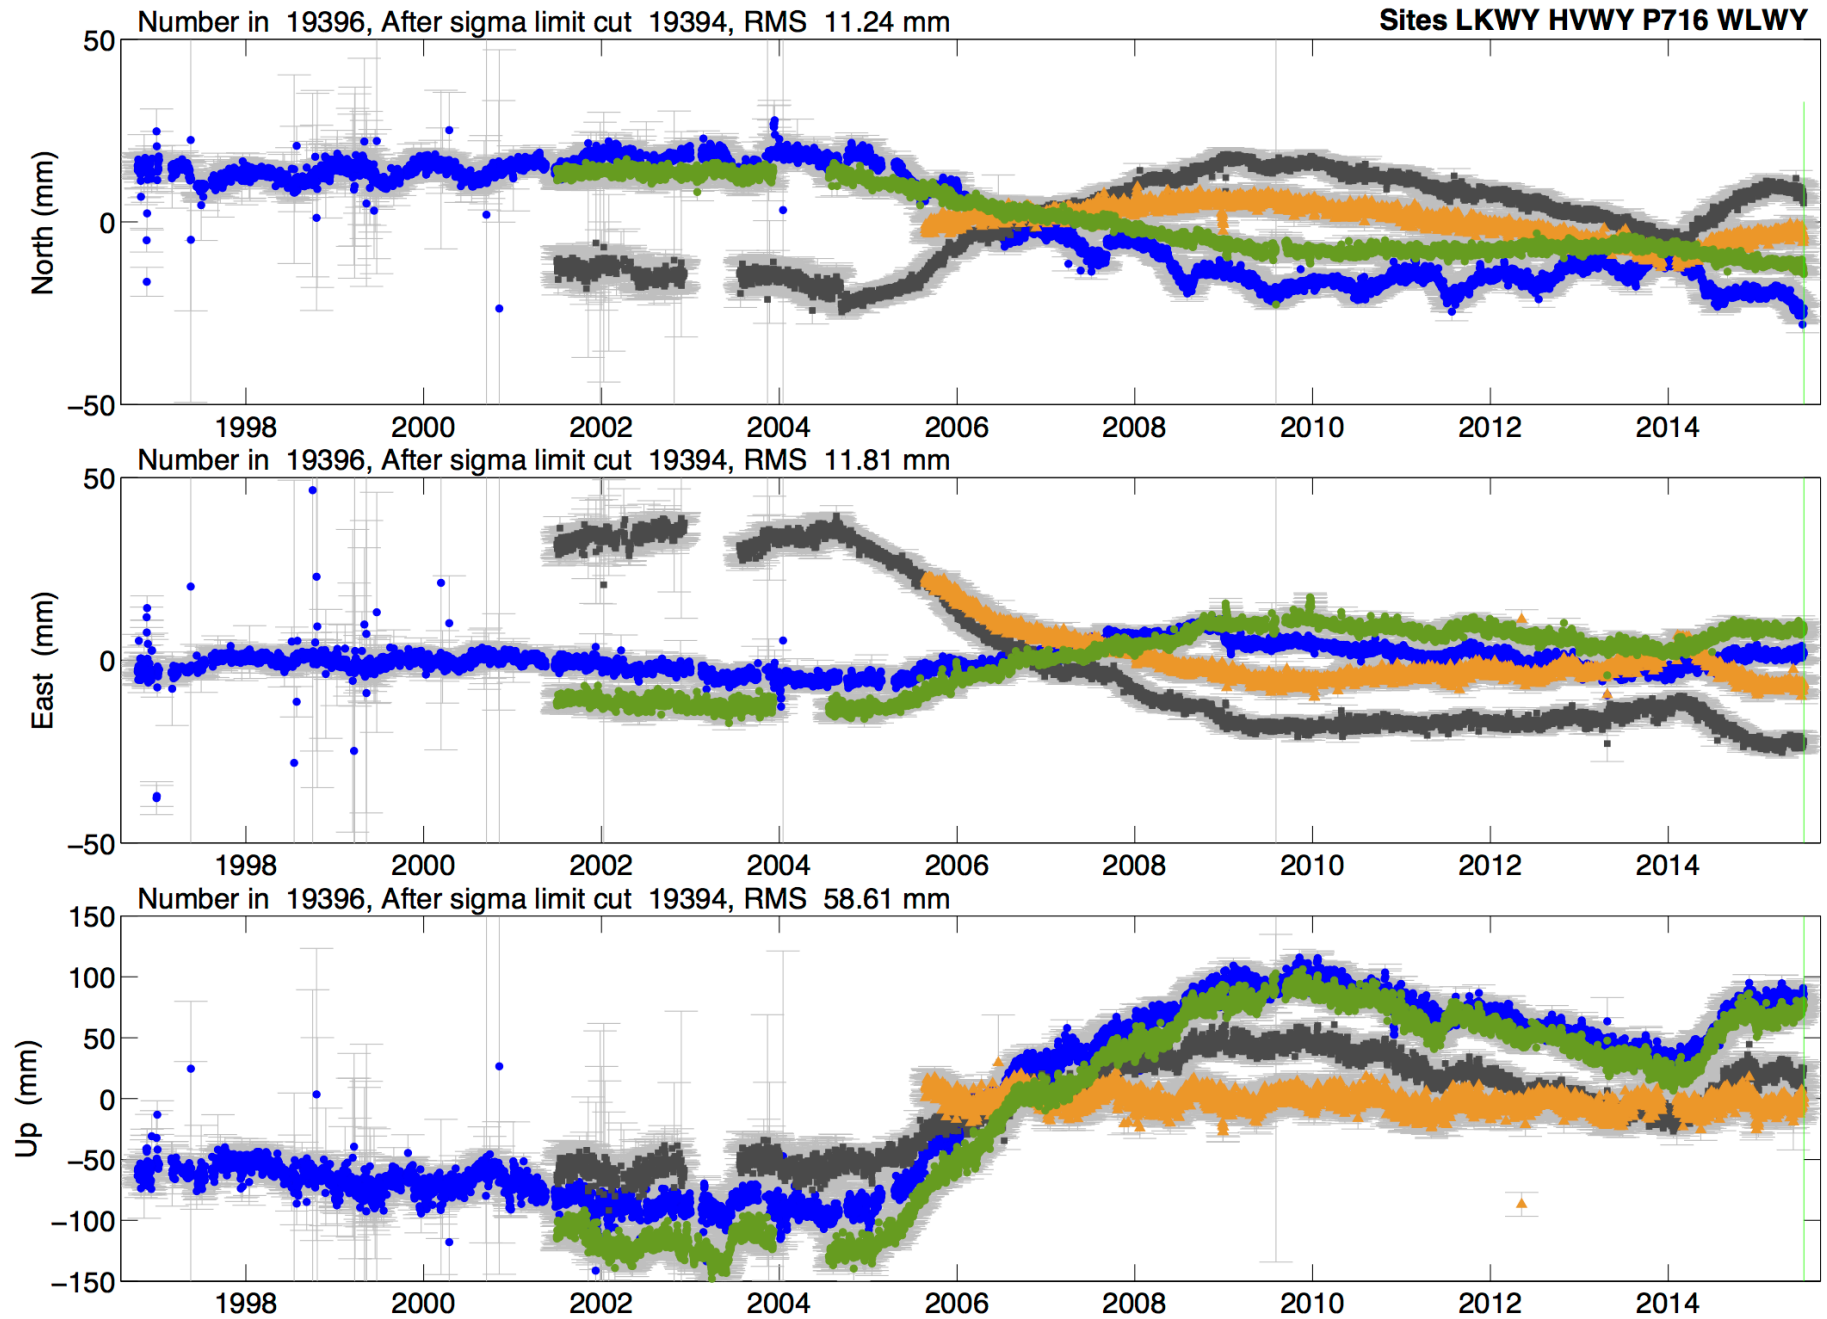 Number in 19396, After sigma limit cut 19394, RMS 11.24 mm
Sites LKWY HVWY P716 WLWY
50
0
−50
North (mm)
1998 2000 2002 2004 2006 2008 2010 2012 2014
Number in 19396, After sigma limit cut 19394, RMS 11.81 mm
50
0
−50
East (mm)
1998 2000 2002 2004 2006 2008 2010 2012 2014
Number in 19396, After sigma limit cut 19394, RMS 58.61 mm
150
100
50
0
−50
−100
−150
Up (mm)
1998 2000 2002 2004 2006 2008 2010 2012 2014